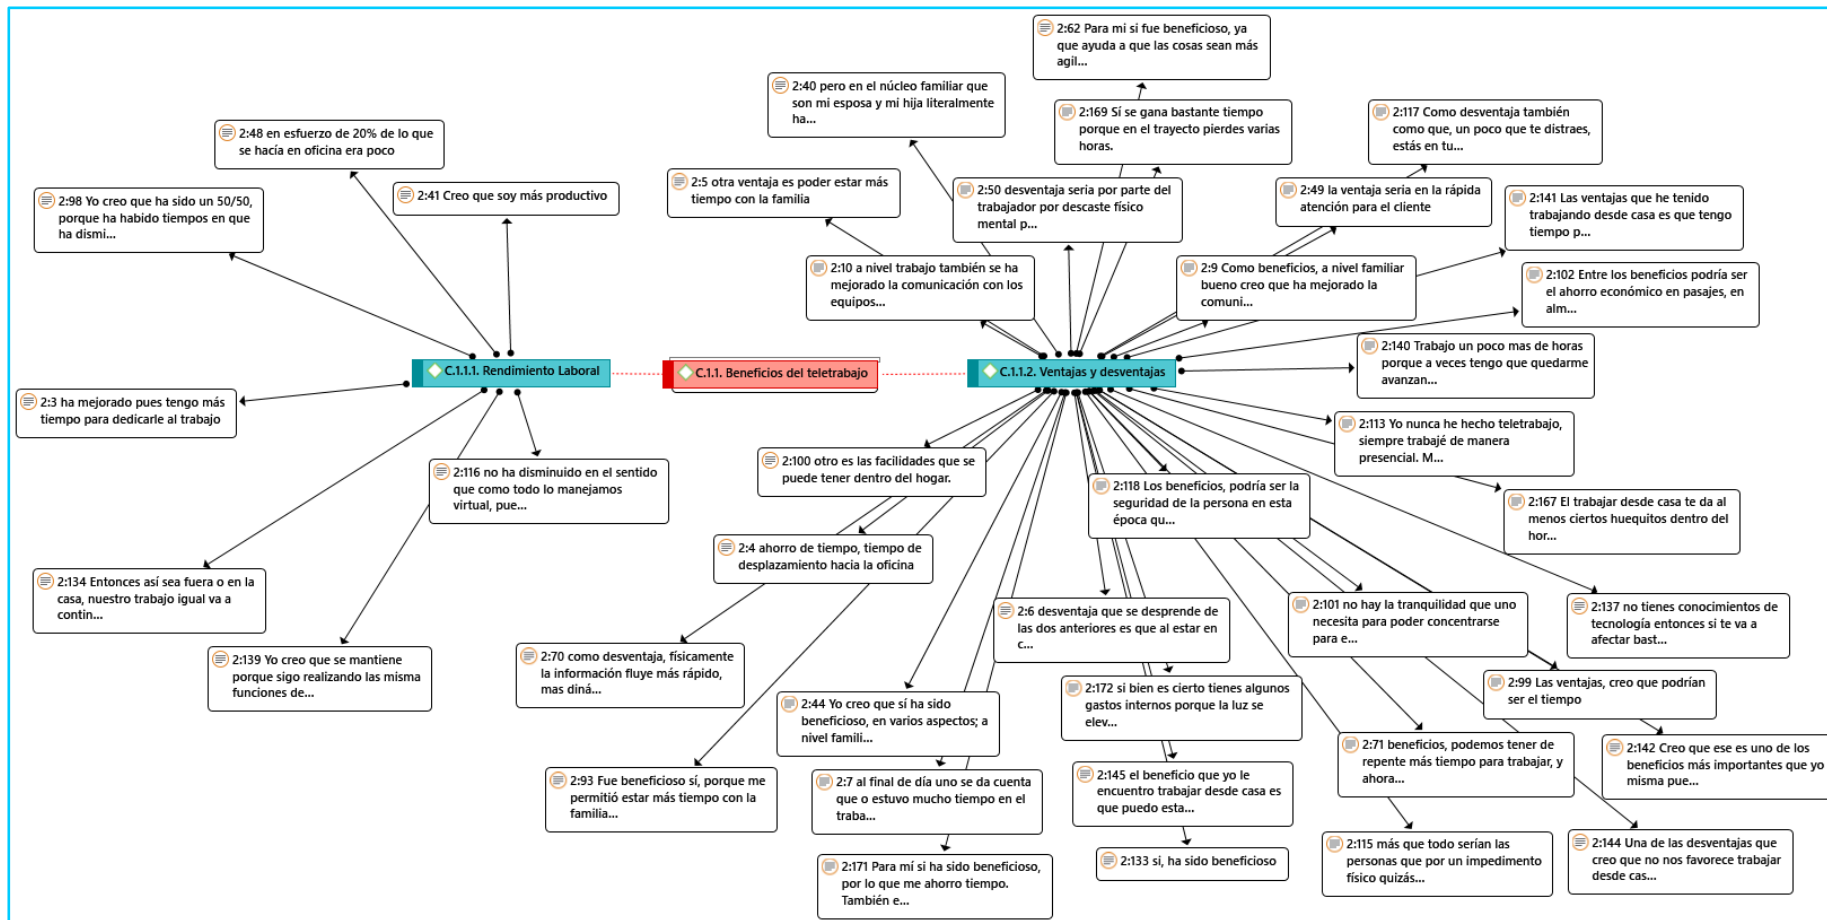 2:62 Para mi si fue beneficioso, ya
que ayuda a que las cosas sean más
agil...
2:40 pero en el núcleo familiar que
son mi esposa y mi hija literalmente
ha...
2:169 Sí se gana bastante tiempo
porque en el trayecto pierdes varias
horas.
2:117 Como desventaja también
como que, un poco que te distraes,
estás en tu...
2:48 en esfuerzo de 20% de lo que
se hacía en oficina era poco
2:98 Yo creo que ha sido un 50/50,
porque ha habido tiempos en que
ha dismi...
2:41 Creo que soy más productivo
2:5 otra ventaja es poder estar más
tiempo con la familia
2:50 desventaja seria por parte del
trabajador por descaste físico
mental p...
2:49 la ventaja seria en la rápida
atención para el cliente
2:141 Las ventajas que he tenido
trabajando desde casa es que tengo
tiempo p...
2:10 a nivel trabajo también se ha
mejorado la comunicación con los
equipos...
2:9 Como beneficios, a nivel familiar
bueno creo que ha mejorado la
comuni...
2:102 Entre los beneficios podría ser
el ahorro económico en pasajes, en
alm...
2:140 Trabajo un poco mas de horas
porque a veces tengo que quedarme
avanzan...
C.1.1.1. Rendimiento Laboral
C.1.1. Beneficios del teletrabajo
C.1.1.2. Ventajas y desventajas
2:3 ha mejorado pues tengo más
tiempo para dedicarle al trabajo
2:113 Yo nunca he hecho teletrabajo,
siempre trabajé de manera
presencial. M...
2:116 no ha disminuido en el sentido
que como todo lo manejamos
virtual, pue...
2:100 otro es las facilidades que se
puede tener dentro del hogar.
2:118 Los beneficios, podría ser la
seguridad de la persona en esta
época qu...
2:167 El trabajar desde casa te da al
menos ciertos huequitos dentro del
hor...
2:4 ahorro de tiempo, tiempo de
desplazamiento hacia la oficina
2:134 Entonces así sea fuera o en la
casa, nuestro trabajo igual va a
contin...
2:6 desventaja que se desprende de
las dos anteriores es que al estar en
c...
2:101 no hay la tranquilidad que uno
necesita para poder concentrarse
para e...
2:137 no tienes conocimientos de
tecnología entonces si te va a
afectar bast...
2:139 Yo creo que se mantiene
porque sigo realizando las misma
funciones de...
2:70 como desventaja, físicamente
la información fluye más rápido,
mas diná...
2:44 Yo creo que sí ha sido
beneficioso, en varios aspectos; a
nivel famili...
2:172 si bien es cierto tienes algunos
gastos internos porque la luz se
elev...
2:99 Las ventajas, creo que podrían
ser el tiempo
2:71 beneficios, podemos tener de
repente más tiempo para trabajar, y
ahora...
2:142 Creo que ese es uno de los
beneficios más importantes que yo
misma pue...
2:93 Fue beneficioso sí, porque me
permitió estar más tiempo con la
familia...
2:7 al final de día uno se da cuenta
que o estuvo mucho tiempo en el
traba...
2:145 el beneficio que yo le
encuentro trabajar desde casa es
que puedo esta...
2:171 Para mí si ha sido beneficioso,
por lo que me ahorro tiempo.
También e...
2:133 si, ha sido beneficioso
2:115 más que todo serían las
personas que por un impedimento
físico quizás...
2:144 Una de las desventajas que
creo que no nos favorece trabajar
desde cas...